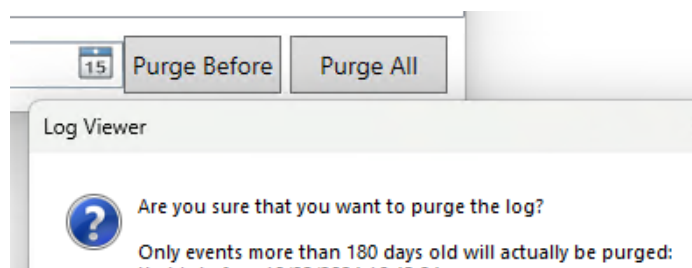 15 Purge Before Purge All
Log Viewer
Are you sure that you want to purge the log?
Only events more than 180 days old will actually be purged: